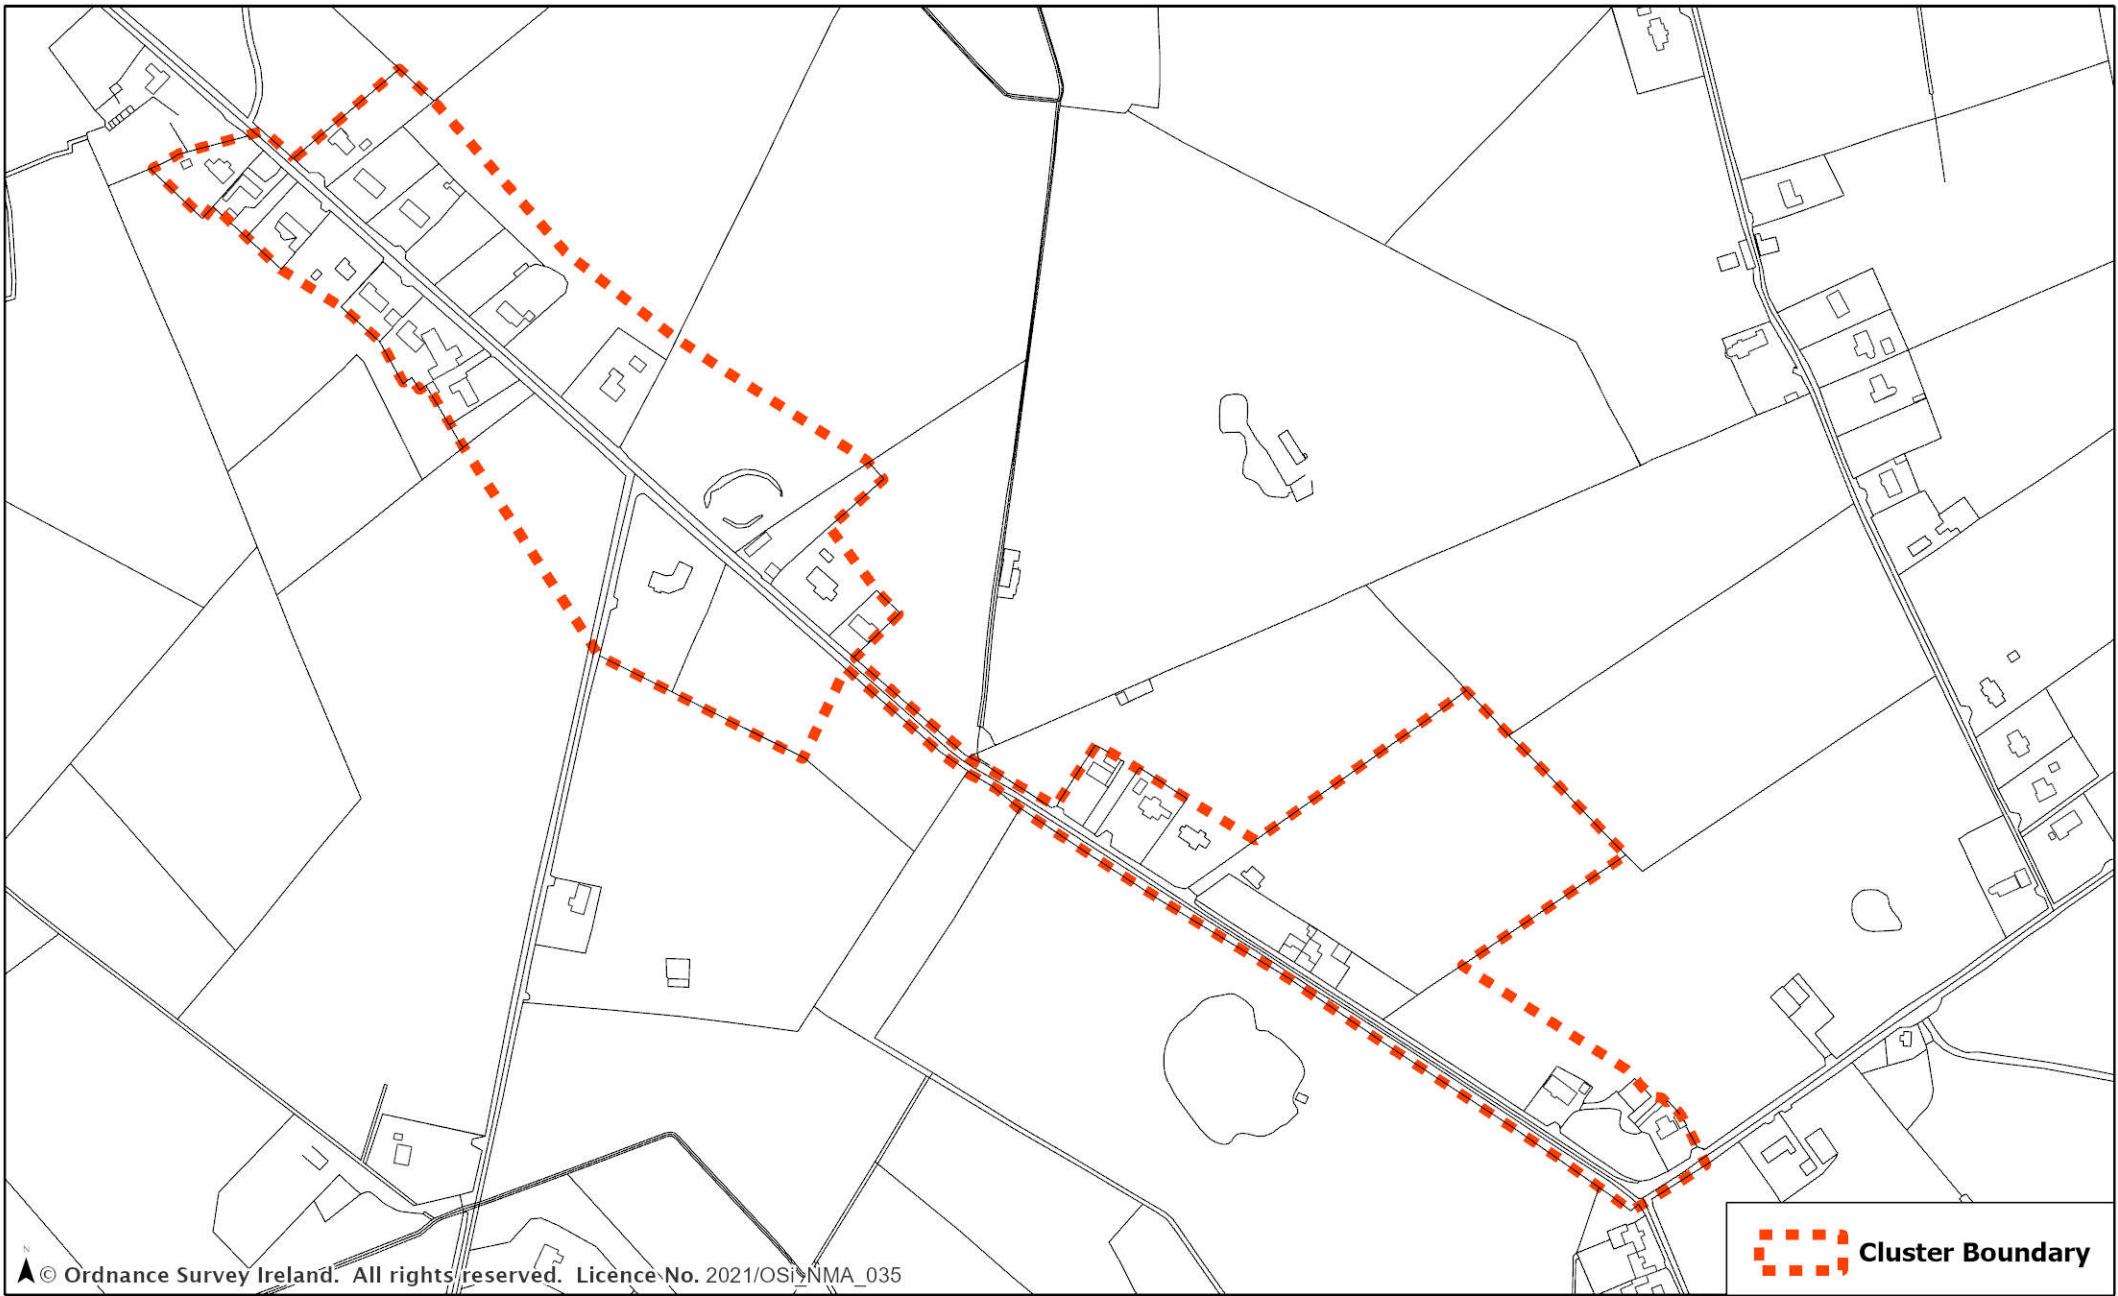 N
© Ordnance Survey Ireland. All rights reserved. Licence No. 2021/OSi_NMA_035
Cluster Boundary